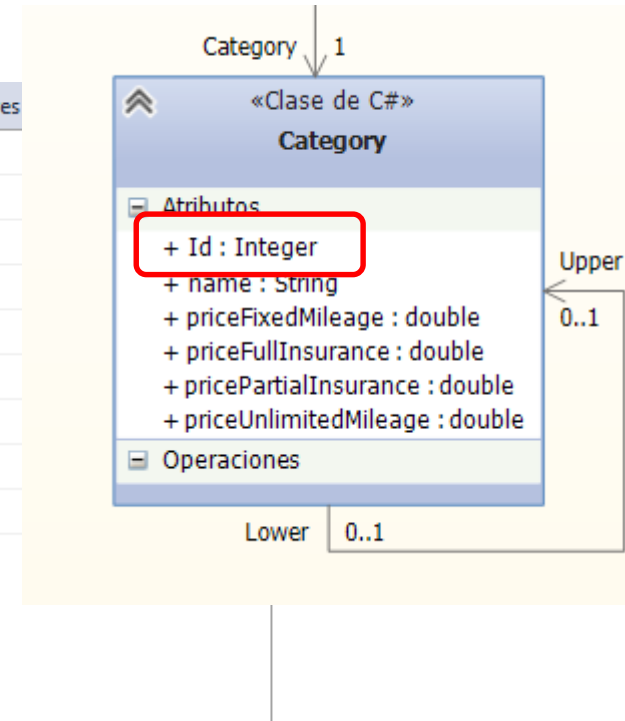 Category 1
es
«Clase de C#»
Category
Atributos
+ Id : Integer
+ name : String
+ priceFixedMileage : double
+ priceFullInsurance : double
+ pricePartialInsurance : double
+ priceUnlimitedMileage : double
Operaciones
Upper
0..1
Lower 0..1